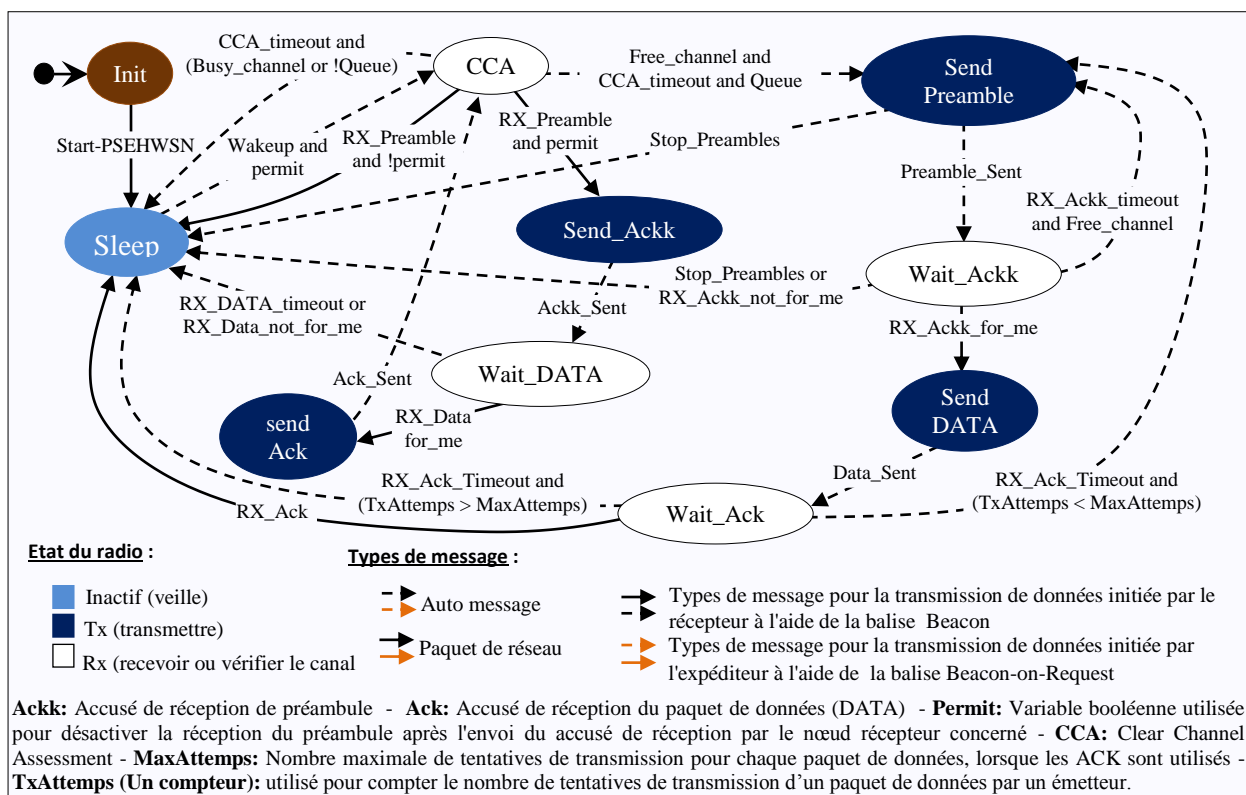 CCA_timeout and
(Busy_channel or !Queue)
CCA
Free_channel and
CCA_timeout and Queue
Send
Preamble
Init
Start-PSEHWSN
Wakeup and
permit
RX_Preamble
and !permit
RX_Preamble
and permit
Stop_Preambles
Preamble_Sent
RX_Ackk_timeout
and Free_channel
Sleep
Send_Ackk
Wait_Ackk
Stop_Preambles or
RX_Ackk_not_for_me
RX_DATA_timeout or
RX_Data_not_for_me
Ackk_Sent
RX_Ackk_for_me
Wait_DATA
Ack_Sent
send
Ack
RX_Data
for_me
Send
DATA
Data_Sent
RX_Ack_Timeout and
(TxAttemps > MaxAttemps)
RX_Ack_Timeout and
(TxAttemps < MaxAttemps)
RX_Ack
Wait_Ack
Etat du radio :
Inactif (veille)
Tx (transmettre)
Rx (recevoir ou vérifier le canal
Types de message :
Auto message
Paquet de réseau
Types de message pour la transmission de données initiée par le
récepteur à l'aide de la balise Beacon
Types de message pour la transmission de données initiée par
l'expéditeur à l'aide de la balise Beacon-on-Request
Ackk: Accusé de réception de préambule - Ack: Accusé de réception du paquet de données (DATA) - Permit: Variable booléenne utilisée
pour désactiver la réception du préambule après l'envoi du accusé de réception par le nœud récepteur concerné - CCA: Clear Channel
Assessment - MaxAttemps: Nombre maximale de tentatives de transmission pour chaque paquet de données, lorsque les ACK sont utilisés -
TxAttemps (Un compteur): utilisé pour compter le nombre de tentatives de transmission d'un paquet de données par un émetteur.